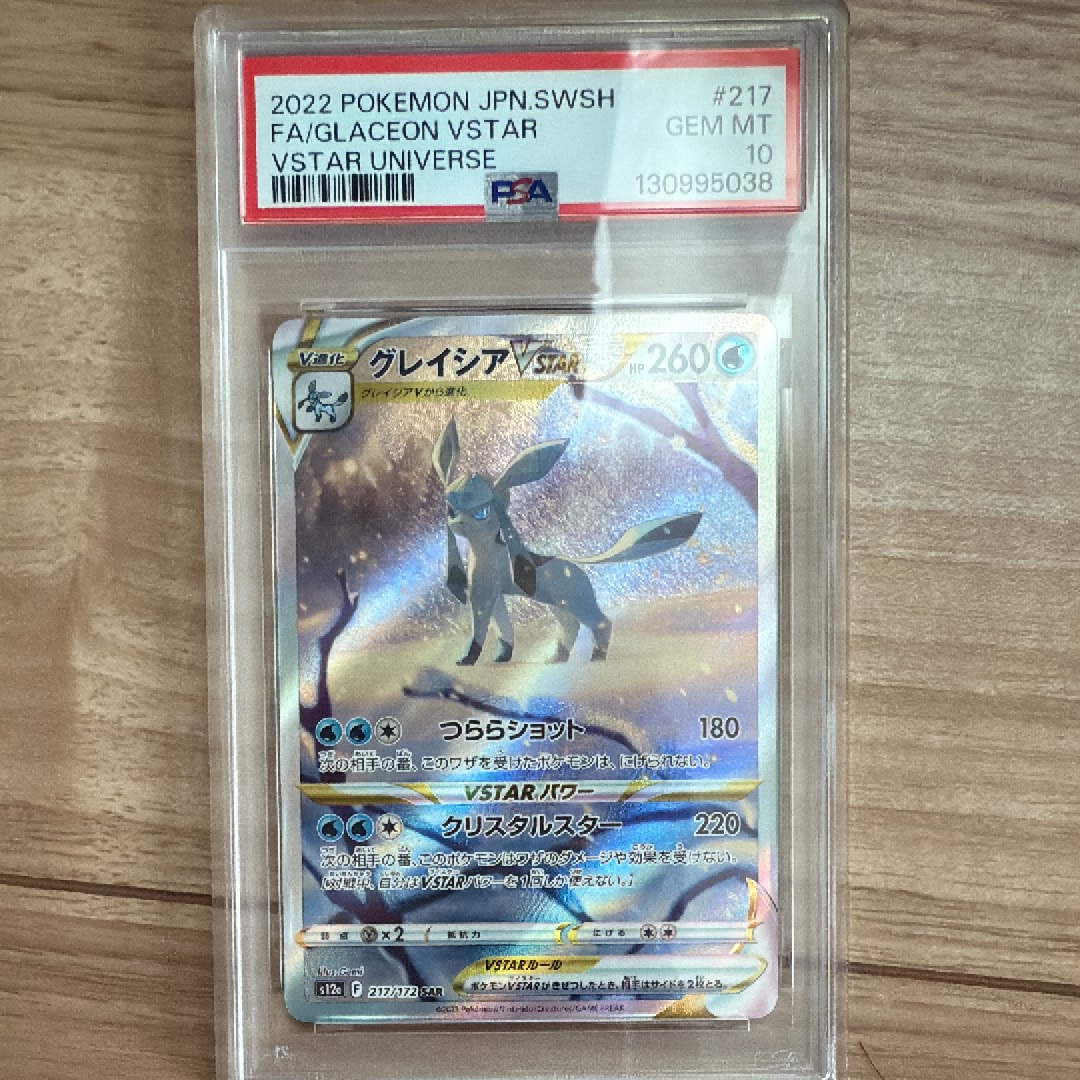 2022 POKEMON JPN.SWSH #217
FA/GLACEON VSTAR GEM MT
VSTAR UNIVERSE 10
PSA 130995038
V進化 グレイシアVSTAR HP 260
グレイシアVから進化
つららショット 180
次の相手の番、このワザを受けたポケモンは、にげられない。
VSTARパワー
クリスタルスター 220
次の相手の番、このポケモンはワザのダメージや効果を受けない。
[対戦中、自分はVSTARパワーを1回しか使えない。]
弱点 ×2 抵抗力 にげる
Illus. Gemi
VSTARルール
s12a F 217/172 SAR
ポケモンVSTARがきぜつしたとき、相手はサイドを2枚とる。
©2022 Pokémon/Nintendo/Creatures/GAME FREAK